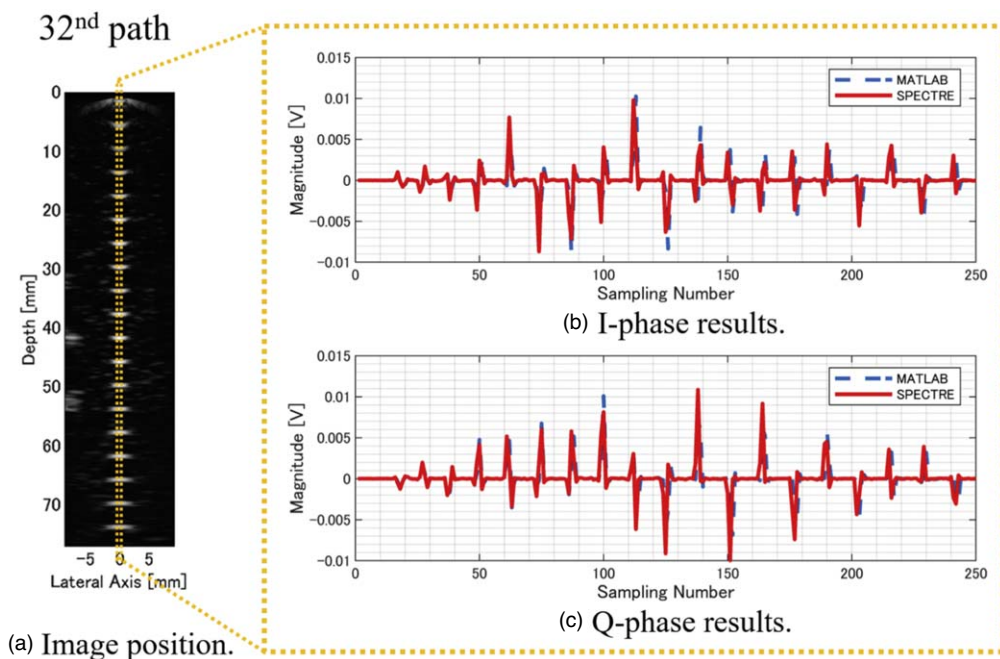 32nd path
0
10
20
30
40
50
60
70
Depth [mm]
-5 0 5
Lateral Axis [mm]
(a) Image position.
0.015
0.01
0.005
0
-0.005
-0.01
Magnitude [V]
MATLAB
SPECTRE
0 50 100 150 200 250
Sampling Number
(b) I-phase results.
0.015
0.01
0.005
0
-0.005
-0.01
Magnitude [V]
MATLAB
SPECTRE
0 50 100 150 200 250
Sampling Number
(c) Q-phase results.